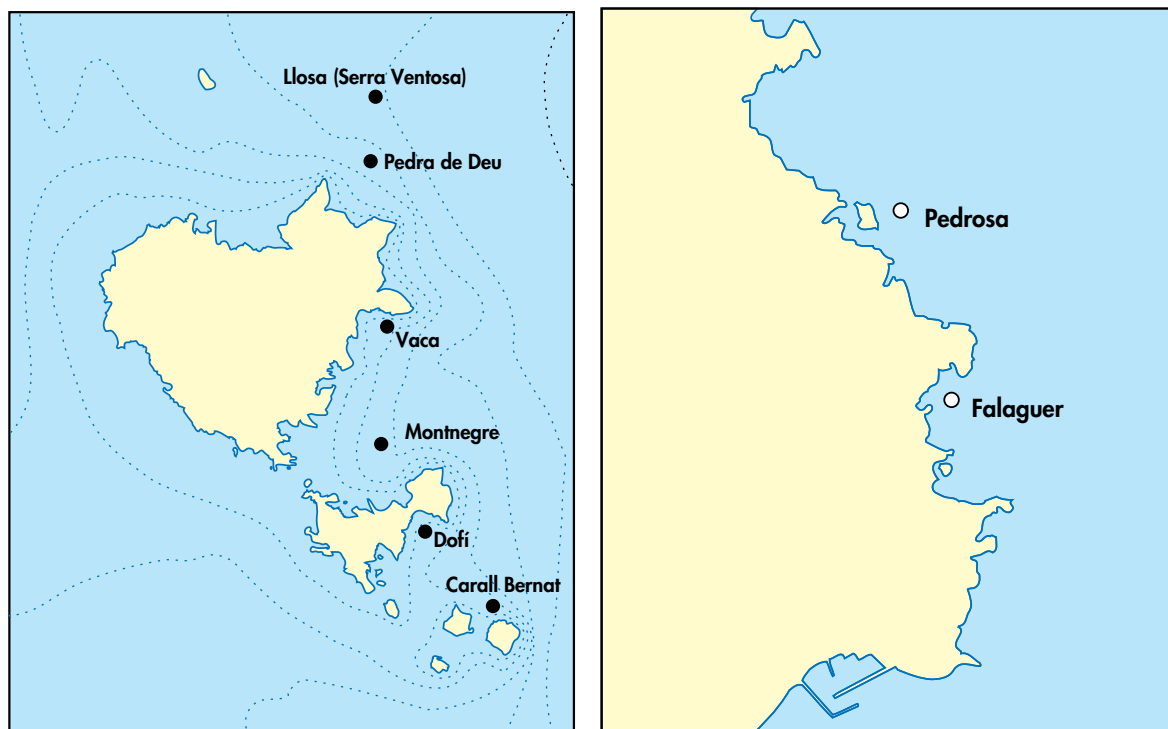 Llosa (Serra Ventosa)
Pedra de Deu
Vaca
Montnegre
Dofí
Carall Bernat
Pedrosa
Falaguer